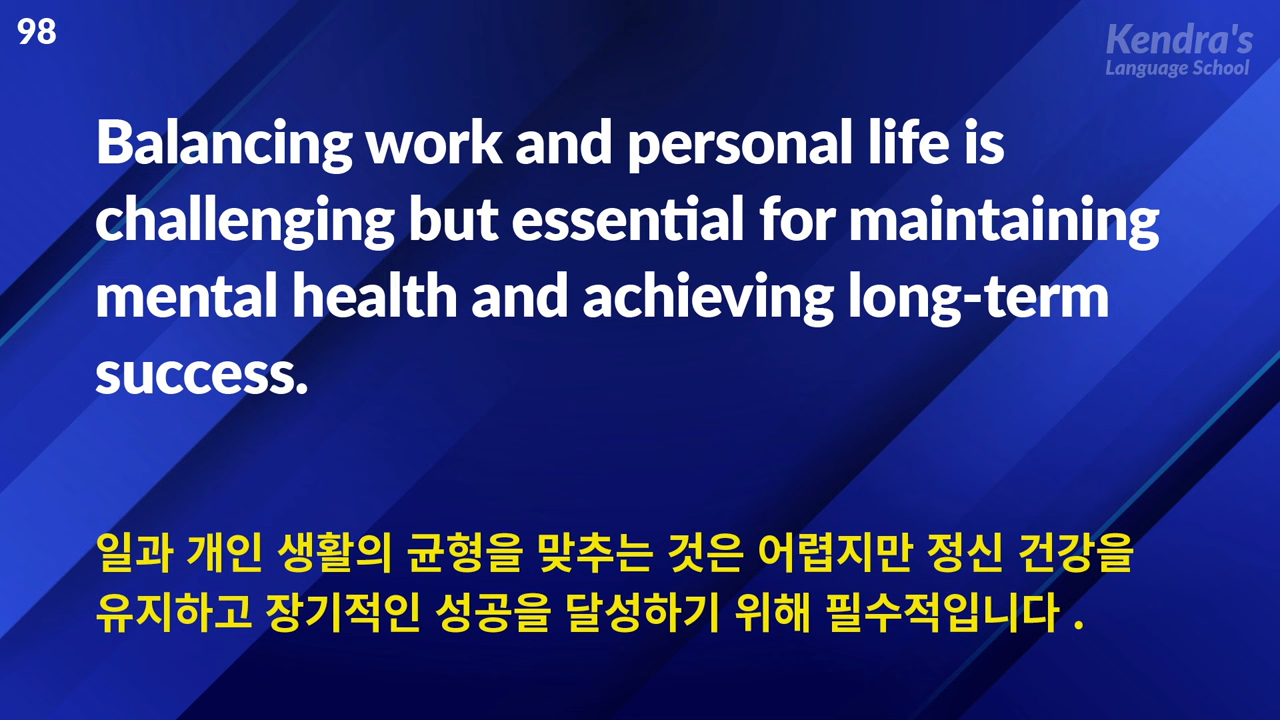 98
Kendra's
Language School
Balancing work and personal life is
challenging but essential for maintaining
mental health and achieving long-term
success.
일과 개인 생활의 균형을 맞추는 것은 어렵지만 정신 건강을
유지하고 장기적인 성공을 달성하기 위해 필수적입니다 .